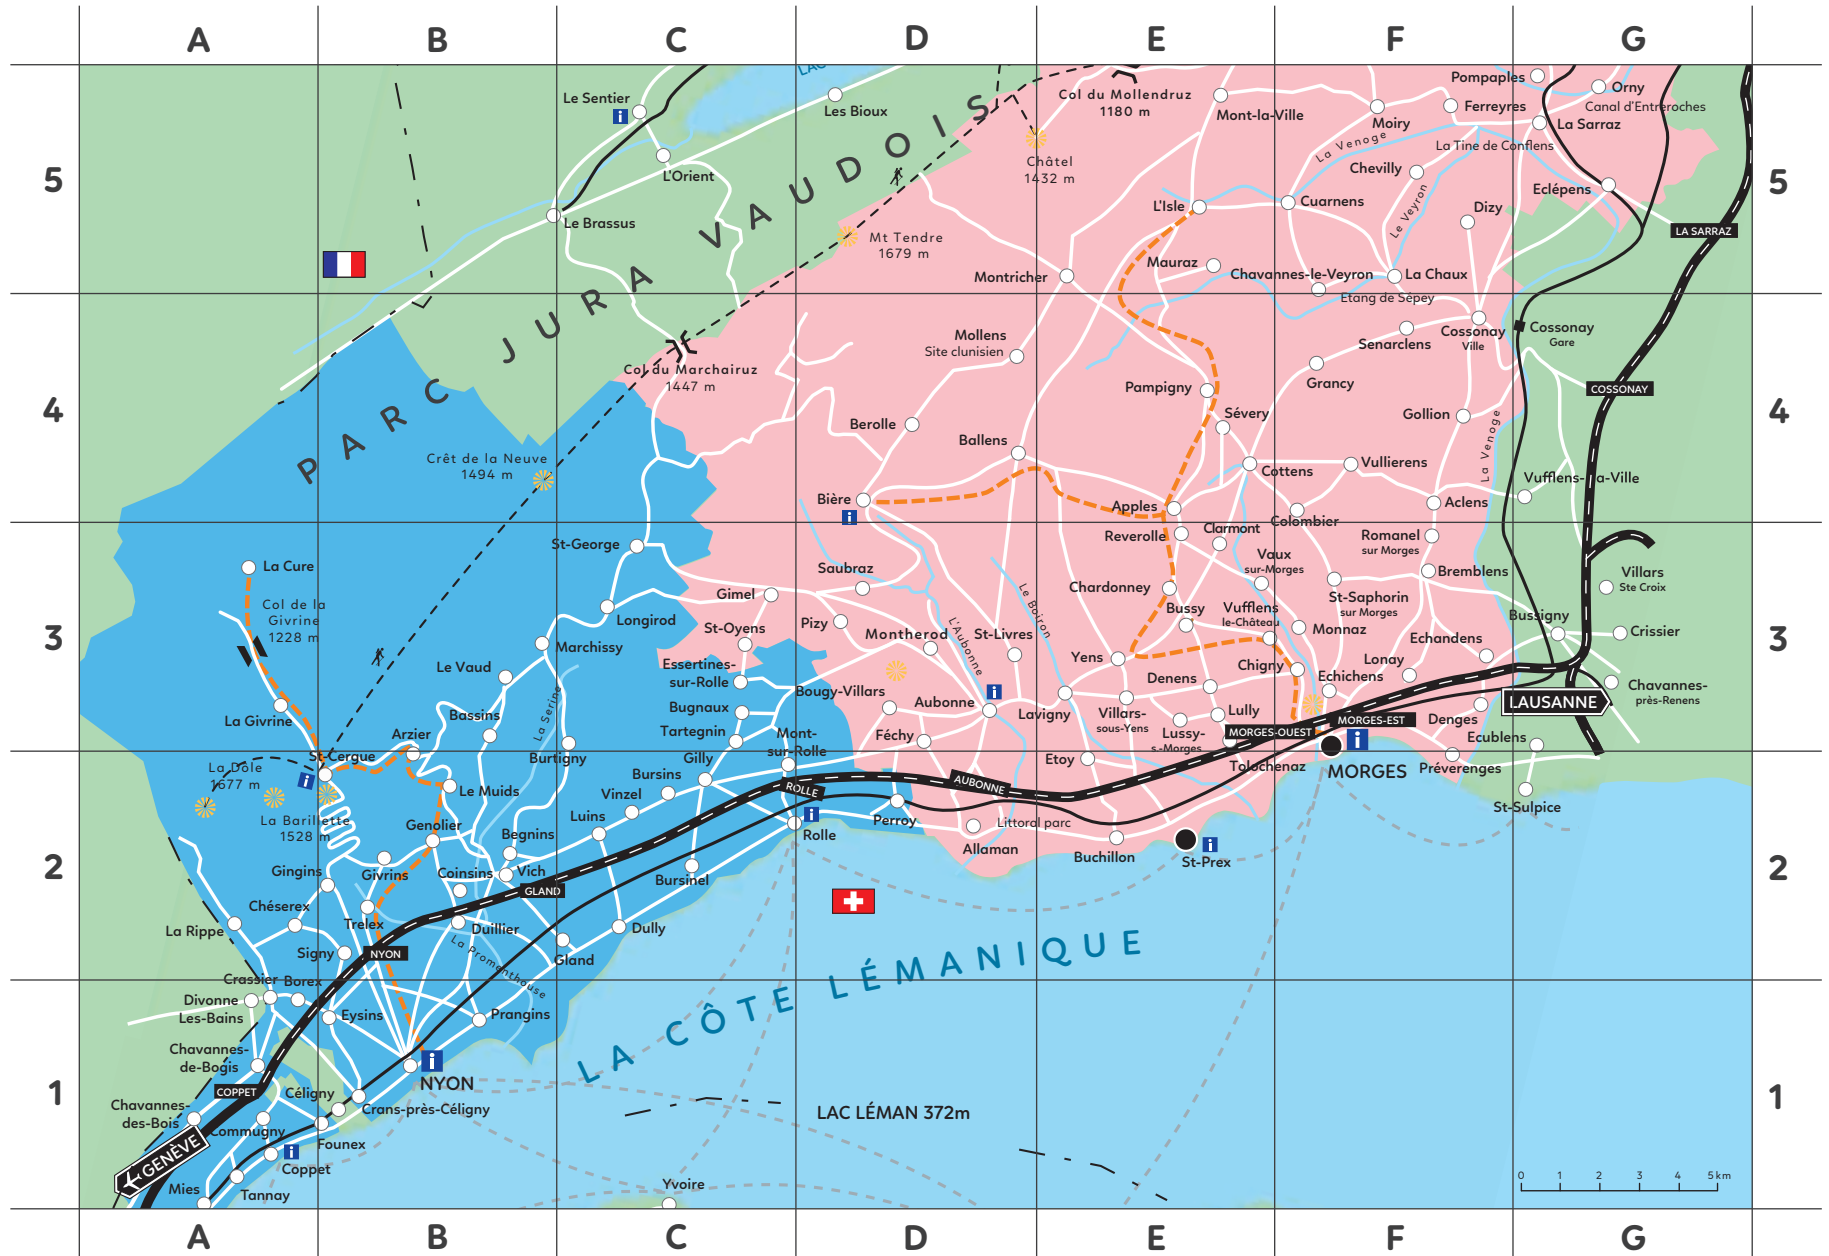 A B C D E F G
5
Le Sentier
Les Bioux
LAC
L'Orient
Le Brassus
PARC JURA VAUDOIS
Mt Tendre
1679 m
Châtel
1432 m
Col du Mollendruz
1180 m
Mont-la-Ville
Moiry
Pompaples
Ferreyres
Orny
Canal d'Entreroches
La Sarraz
La Tine de Conflens
La Venoge
Chevilly
Le Veyron
Dizy
Eclépens
L'Isle
Cuarnens
LA SARRAZ
Mauraz
Montricher
Chavannes-le-Veyron
La Chaux
5
4
Etang de Sépey
Mollens
Site clunisien
Senarclens
Cossonay
Ville
Cossonay
Gare
Col du Marchairuz
1447 m
Grancy
COSSONAY
Pampigny
Sévery
Gollion
Berolle
Ballens
La Venoge
Crêt de la Neuve
1494 m
Cottens
Vullierens
Vufflens-la-Ville
Bière
Apples
Colombier
Aclens
4
3
St-George
La Cure
Col de la
Givrine
1228 m
Longirod
Marchissy
Le Vaud
La Givrine
Bassins
La Serine
Arzier
Burtigny
Gimel
Saubraz
St-Oyens
Pizy
Montherod
L'Aubonne
St-Livres
Le Boiron
Essertines-
sur-Rolle
Bougy-Villars
Aubonne
Bugnaux
Tartegnin
Féchy
Mont-
sur-Rolle
Lavigny
Reverolle
Clarmont
Vaux
sur-Morges
Romanel
sur Morges
Bremblens
Villars
Ste Croix
Chardonney
Bussy
Vufflens
le-Château
St-Saphorin
sur Morges
Monnaz
Bussigny
Crissier
Echandens
Yens
Chigny
Lonay
Echichens
Denens
Villars-
sous-Yens
Lully
Lussy-
s.-Morges
MORGES-OUEST
MORGES-EST
Denges
LAUSANNE
Chavannes-
près-Renens
Ecublens
3
2
St-Cergue
La Dôle
1677 m
La Barillette
1528 m
Le Muids
Genolier
Begnins
Gilly
Bursins
Vinzel
Luins
ROLLE
AUBONNE
Etoy
Tolochenaz
MORGES
Préverenges
St-Sulpice
Rolle
Perroy
Littoral parc
Allaman
Buchillon
St-Prex
Gingins
Givrins
Coinsins
Vich
GLAND
Bursinel
Chéserex
Trelex
Duillier
La Rippe
Signy
NYON
La Promenthouse
Gland
Dully
2
LA CÔTE LÉMANIQUE
1
Crassier
Borex
Divonne
Les-Bains
Eysins
Prangins
Chavannes-
de-Bogis
NYON
COPPET
Céligny
Crans-près-Céligny
Chavannes-
des-Bois
Commugny
Founex
GENÈVE
Coppet
Mies
Tannay
LAC LÉMAN 372m
Yvoire
0 1 2 3 4 5 km
1
A B C D E F G